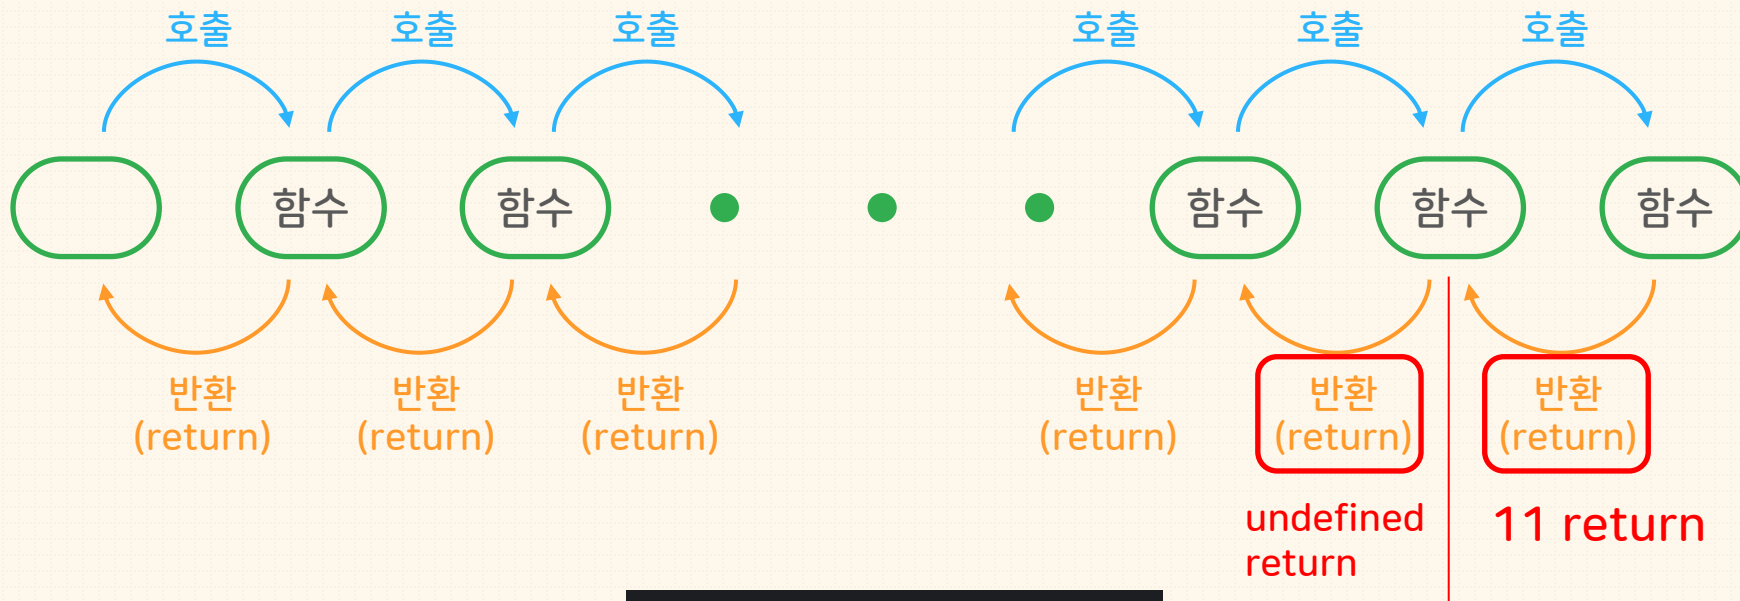 호출
호출
호출
호출
호출
호출
함수
함수
함수
함수
함수
반환
(return)
반환
(return)
반환
(return)
반환
(return)
반환
(return)
반환
(return)
undefined
return
11 return